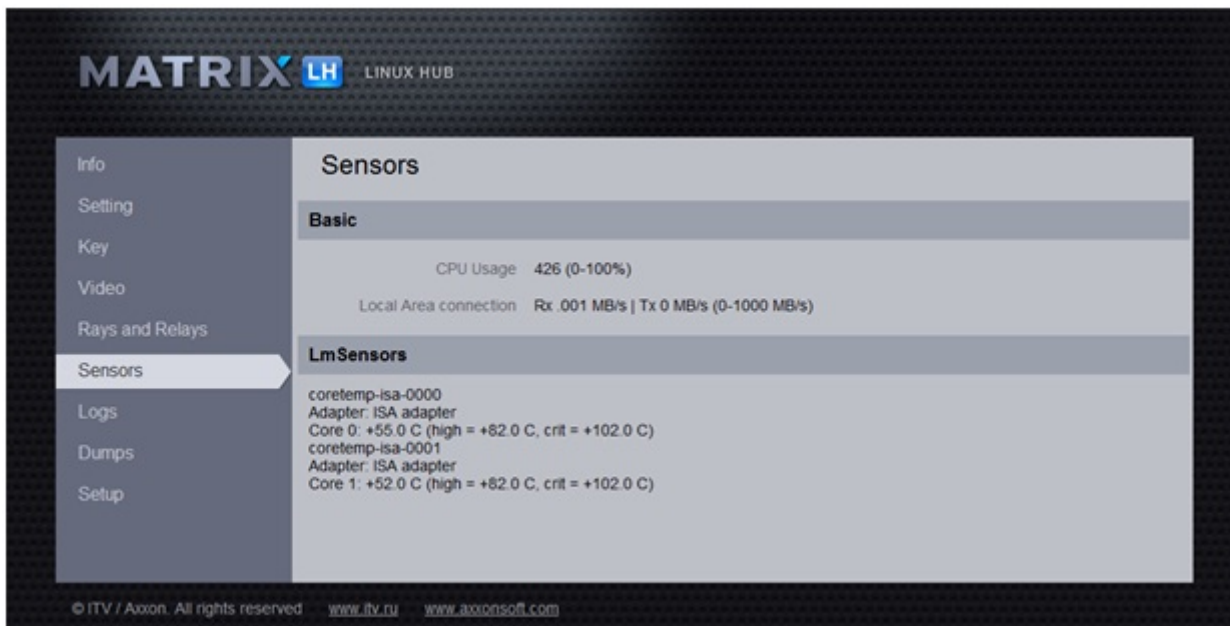 MATRIX LH LINUX HUB
Info
Setting
Key
Video
Rays and Relays
Sensors
Logs
Dumps
Setup
Sensors
Basic
CPU Usage 426 (0-100%)
Local Area connection Rx .001 MB/s | Tx 0 MB/s (0-1000 MB/s)
LmSensors
coretemp-isa-0000
Adapter: ISA adapter
Core 0: +55.0 C (high = +82.0 C, crit = +102.0 C)
coretemp-isa-0001
Adapter: ISA adapter
Core 1: +52.0 C (high = +82.0 C, crit = +102.0 C)
© ITV / Axxon. All rights reserved www.itv.ru www.axxonsoft.com